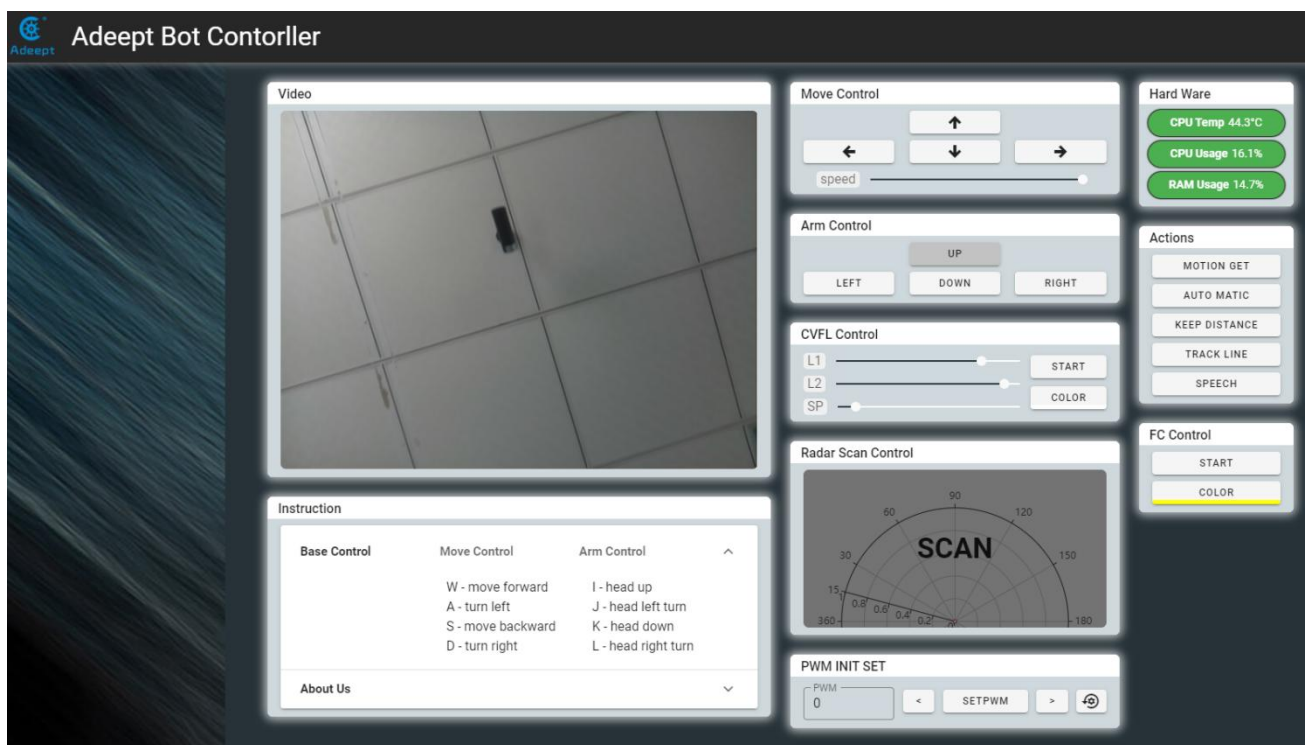 Adeept
Adeept Bot Contorller
Video
Instruction
Base Control
Move Control
Arm Control
W - move forward
I - head up
A - turn left
J - head left turn
S - move backward
K - head down
D - turn right
L - head right turn
About Us
Move Control
speed
Arm Control
UP
LEFT
DOWN
RIGHT
CVFL Control
L1
START
L2
SP
COLOR
Radar Scan Control
90
60
120
SCAN
30
150
15
1
0.8
0.6
0.4
0.2
0
360
180
PWM INIT SET
PWM
0
<
SETPWM
>
Hard Ware
CPU Temp 44.3°C
CPU Usage 16.1%
RAM Usage 14.7%
Actions
MOTION GET
AUTO MATIC
KEEP DISTANCE
TRACK LINE
SPEECH
FC Control
START
COLOR